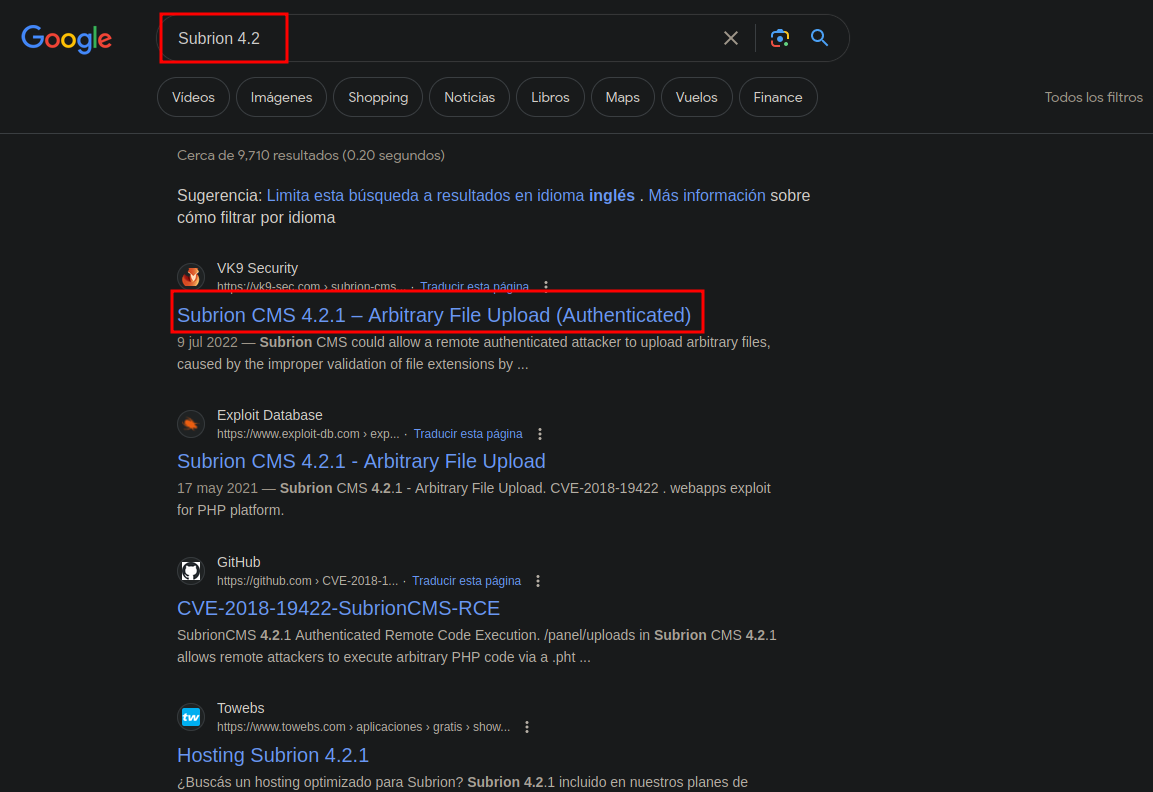 Google
Subrion 4.2
Videos Imágenes Shopping Noticias Libros Maps Vuelos Finance Todos los filtros
Cerca de 9,710 resultados (0.20 segundos)
Sugerencia: Limita esta búsqueda a resultados en idioma inglés . Más información sobre
cómo filtrar por idioma
VK9 Security
https://vk9-sec.com › subrion-cms... · Traducir esta página
Subrion CMS 4.2.1 – Arbitrary File Upload (Authenticated)
9 jul 2022 — Subrion CMS could allow a remote authenticated attacker to upload arbitrary files,
caused by the improper validation of file extensions by ...
Exploit Database
https://www.exploit-db.com › exp... · Traducir esta página
Subrion CMS 4.2.1 - Arbitrary File Upload
17 may 2021 — Subrion CMS 4.2.1 - Arbitrary File Upload. CVE-2018-19422 . webapps exploit
for PHP platform.
GitHub
https://github.com › CVE-2018-1... · Traducir esta página
CVE-2018-19422-SubrionCMS-RCE
SubrionCMS 4.2.1 Authenticated Remote Code Execution. /panel/uploads in Subrion CMS 4.2.1
allows remote attackers to execute arbitrary PHP code via a .pht ...
tw
Towebs
https://www.towebs.com › aplicaciones › gratis › show...
Hosting Subrion 4.2.1
¿Buscás un hosting optimizado para Subrion? Subrion 4.2.1 incluido en nuestros planes de